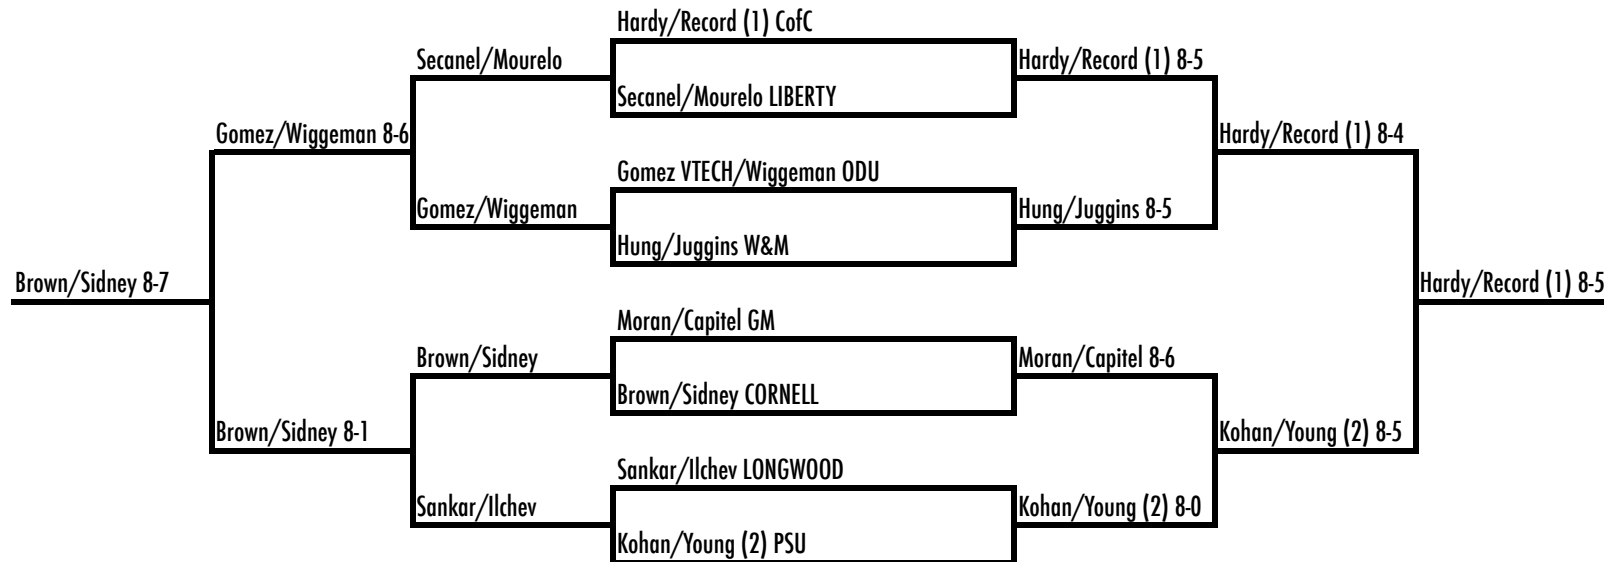 Hardy/Record (1) CofC
Secanel/Mourelo
Hardy/Record (1) 8-5
Secanel/Mourelo LIBERTY
Gomez/Wiggeman 8-6
Hardy/Record (1) 8-4
Gomez VTECH/Wiggeman ODU
Gomez/Wiggeman
Hung/Juggins 8-5
Hung/Juggins W&M
Brown/Sidney 8-7
Hardy/Record (1) 8-5
Moran/Capitel GM
Brown/Sidney
Moran/Capitel 8-6
Brown/Sidney CORNELL
Brown/Sidney 8-1
Kohan/Young (2) 8-5
Sankar/Ilchev LONGWOOD
Sankar/Ilchev
Kohan/Young (2) 8-0
Kohan/Young (2) PSU